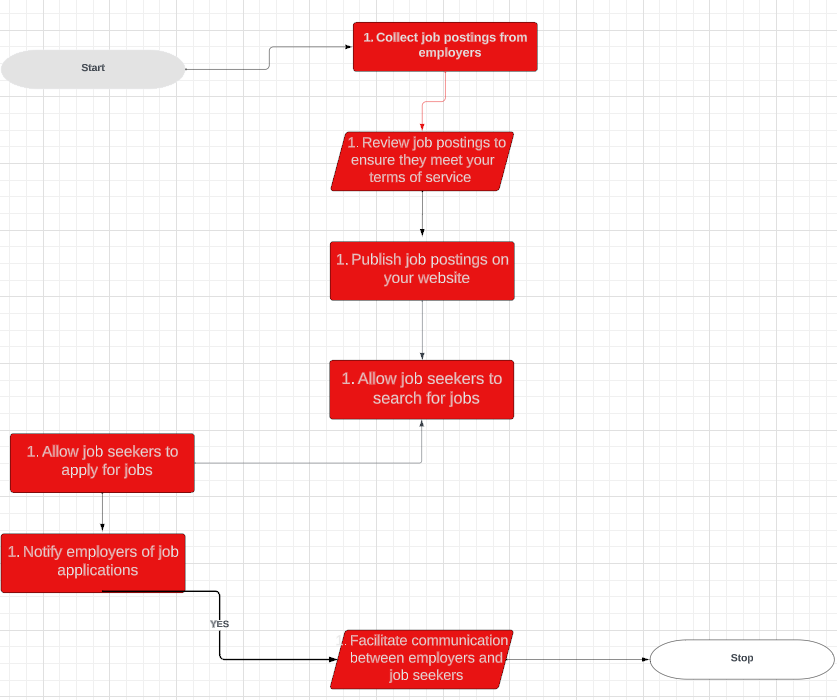 Start
1. Collect job postings from
employers
1. Review job postings to
ensure they meet your
terms of service
1. Publish job postings on
your website
1. Allow job seekers to
search for jobs
1. Allow job seekers to
apply for jobs
1. Notify employers of job
applications
YES
Facilitate communication
between employers and
job seekers
Stop